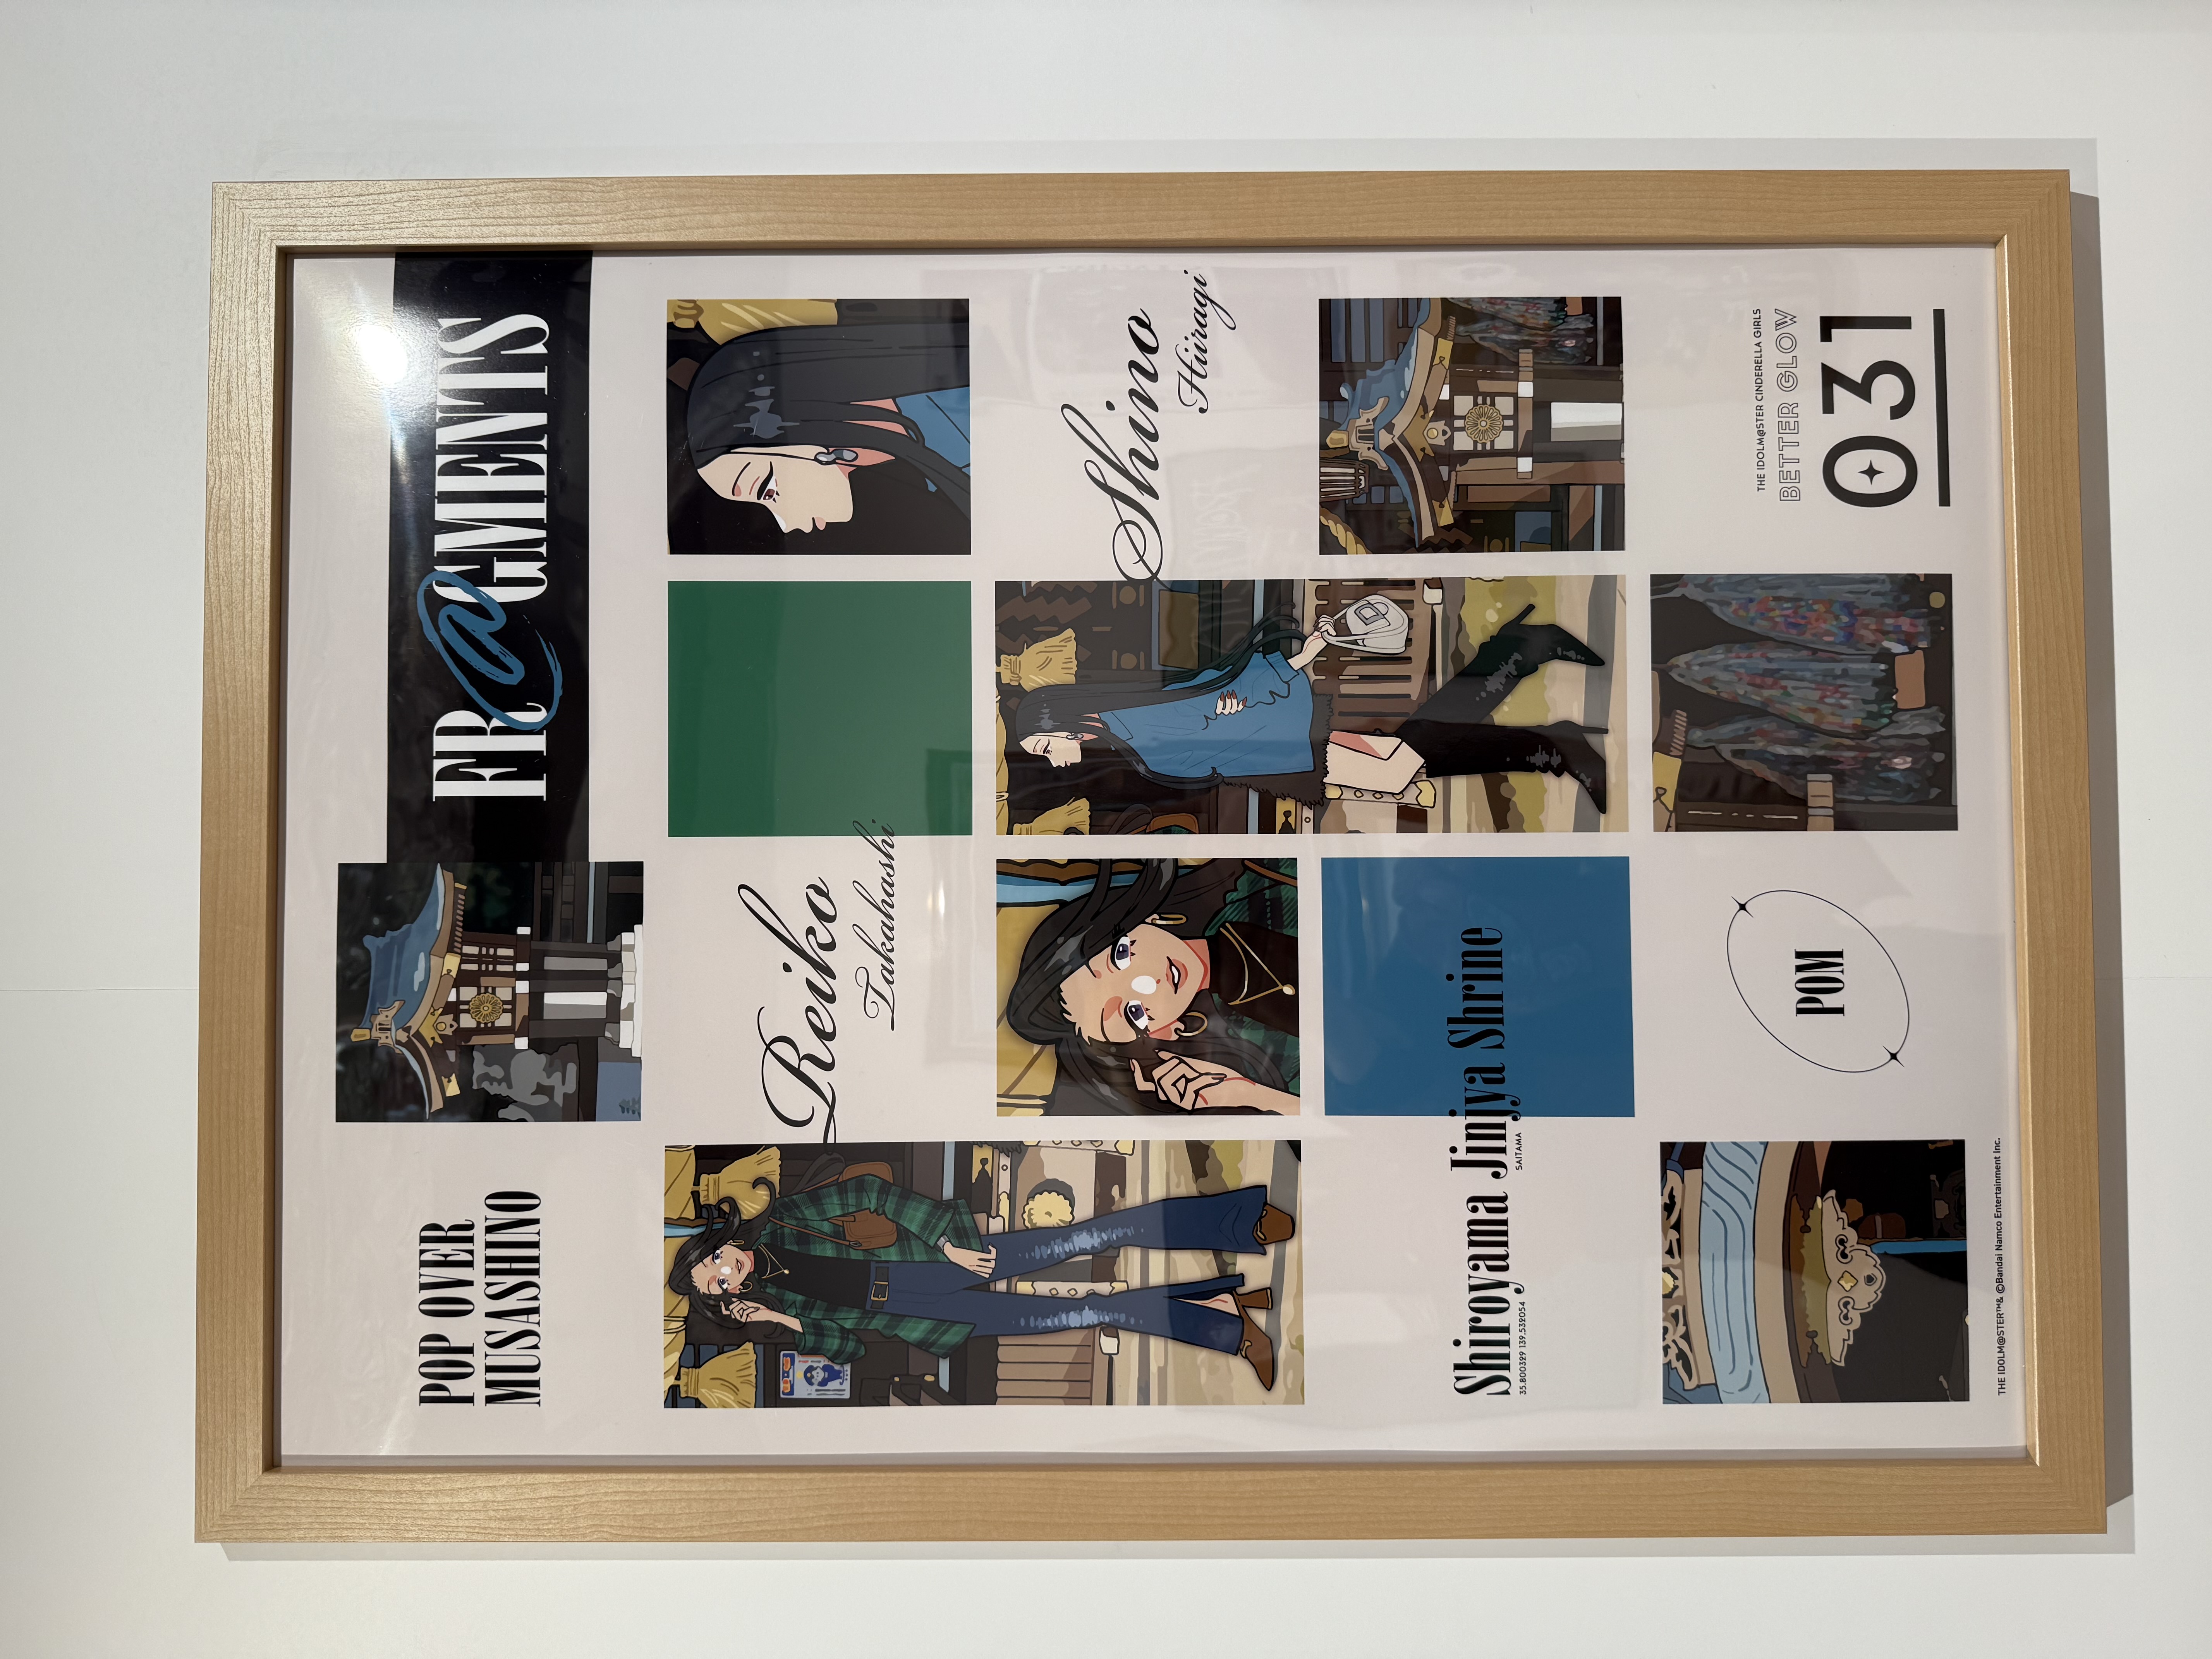 POP OVER
MUSASHINO
FR@GMENTS
Reiko
Takahashi
Shino
Hiiragi
Shiroyama Jinjya Shrine
35.800329 139.532054
SAITAMA
POM
THE IDOLM@STER CINDERELLA GIRLS
BETTER GLOW
031
THE IDOLM@STER™& ©Bandai Namco Entertainment Inc.